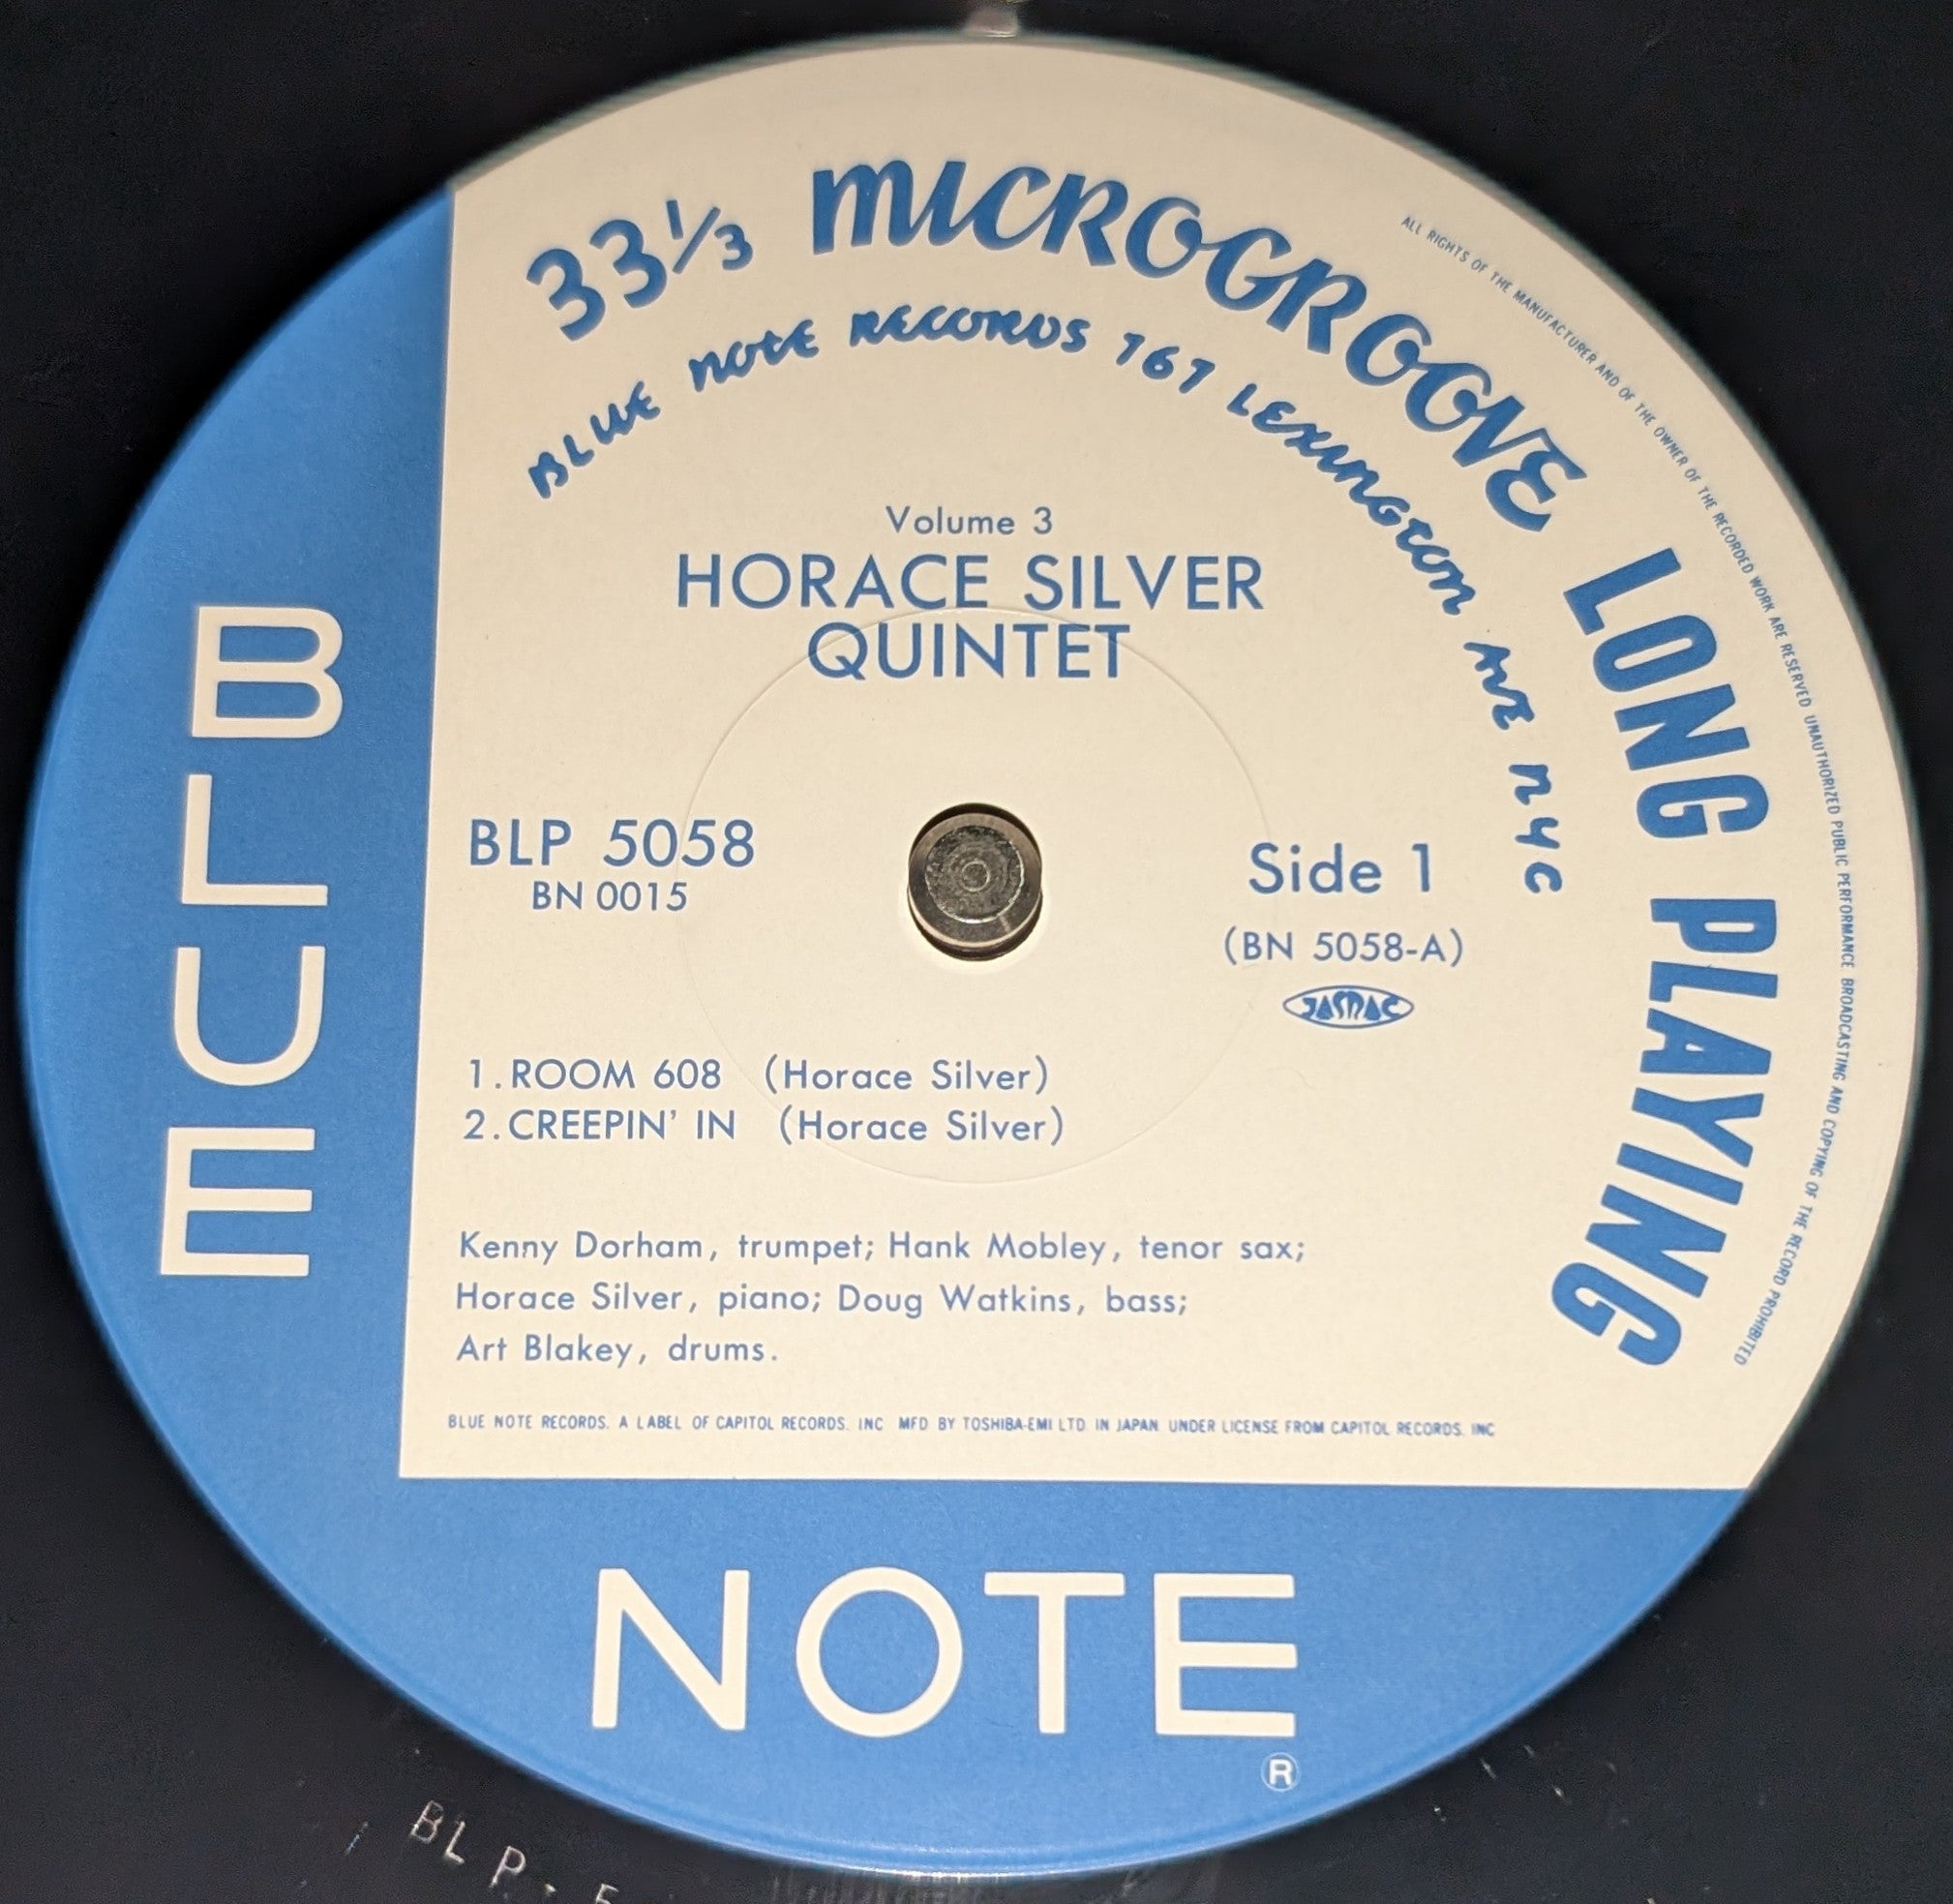 33⅓ MICROGROOVE LONG PLAYING
BLUE NOTE RECORDS 767 LEXINGTON AVE NYC
ALL RIGHTS OF THE MANUFACTURER AND OF THE OWNER OF THE RECORDED WORK ARE RESERVED UNAUTHORIZED PUBLIC PERFORMANCE BROADCASTING AND COPYING OF THE RECORD PROHIBITED
Volume 3
HORACE SILVER
QUINTET
BLP 5058
BN 0015
Side 1
(BN 5058-A)
JASRAC
1. ROOM 608 (Horace Silver)
2. CREEPIN' IN (Horace Silver)
Kenny Dorham, trumpet; Hank Mobley, tenor sax;
Horace Silver, piano; Doug Watkins, bass;
Art Blakey, drums.
BLUE NOTE RECORDS. A LABEL OF CAPITOL RECORDS. INC MFD BY TOSHIBA-EMI LTD IN JAPAN UNDER LICENSE FROM CAPITOL RECORDS. INC
BLUE
NOTE
®
BLP-5